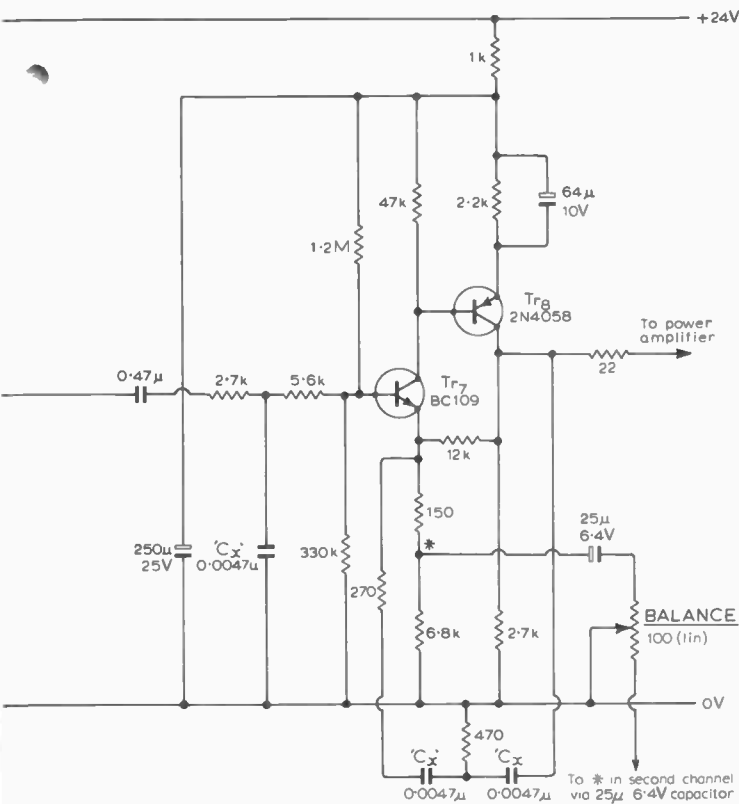 +24V
1k
47k
2·2k
64μ
10V
1·2M
Tr8
2N4058
To power
amplifier
22
0·47μ
2·7k
5·6k
Tr7
BC109
12k
150
*
25μ
6·4V
250μ
25V
'Cx'
0·0047μ
330k
270
6·8k
2·7k
BALANCE
100 (lin)
0V
470
'Cx'
0·0047μ
'Cx'
0·0047μ
To * in second channel
via 25μ 6·4V capacitor